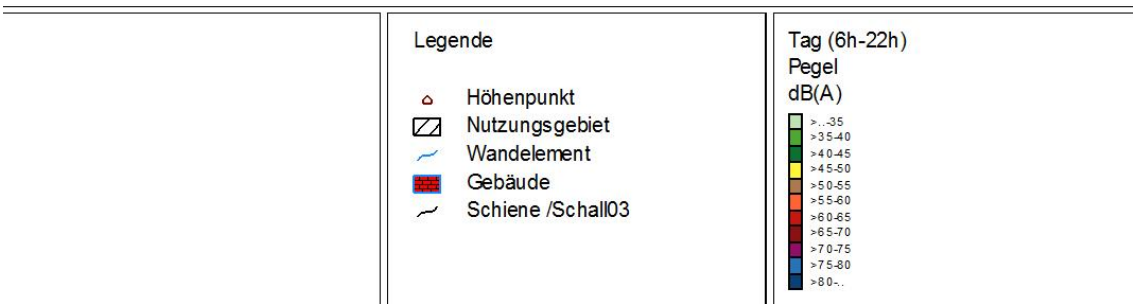 Legende
Höhenpunkt
Nutzungsgebiet
Wandelement
Gebäude
Schiene /Schall03
Tag (6h-22h)
Pegel
dB(A)
>..-35
>35-40
>40-45
>45-50
>50-55
>55-60
>60-65
>65-70
>70-75
>75-80
>80-..